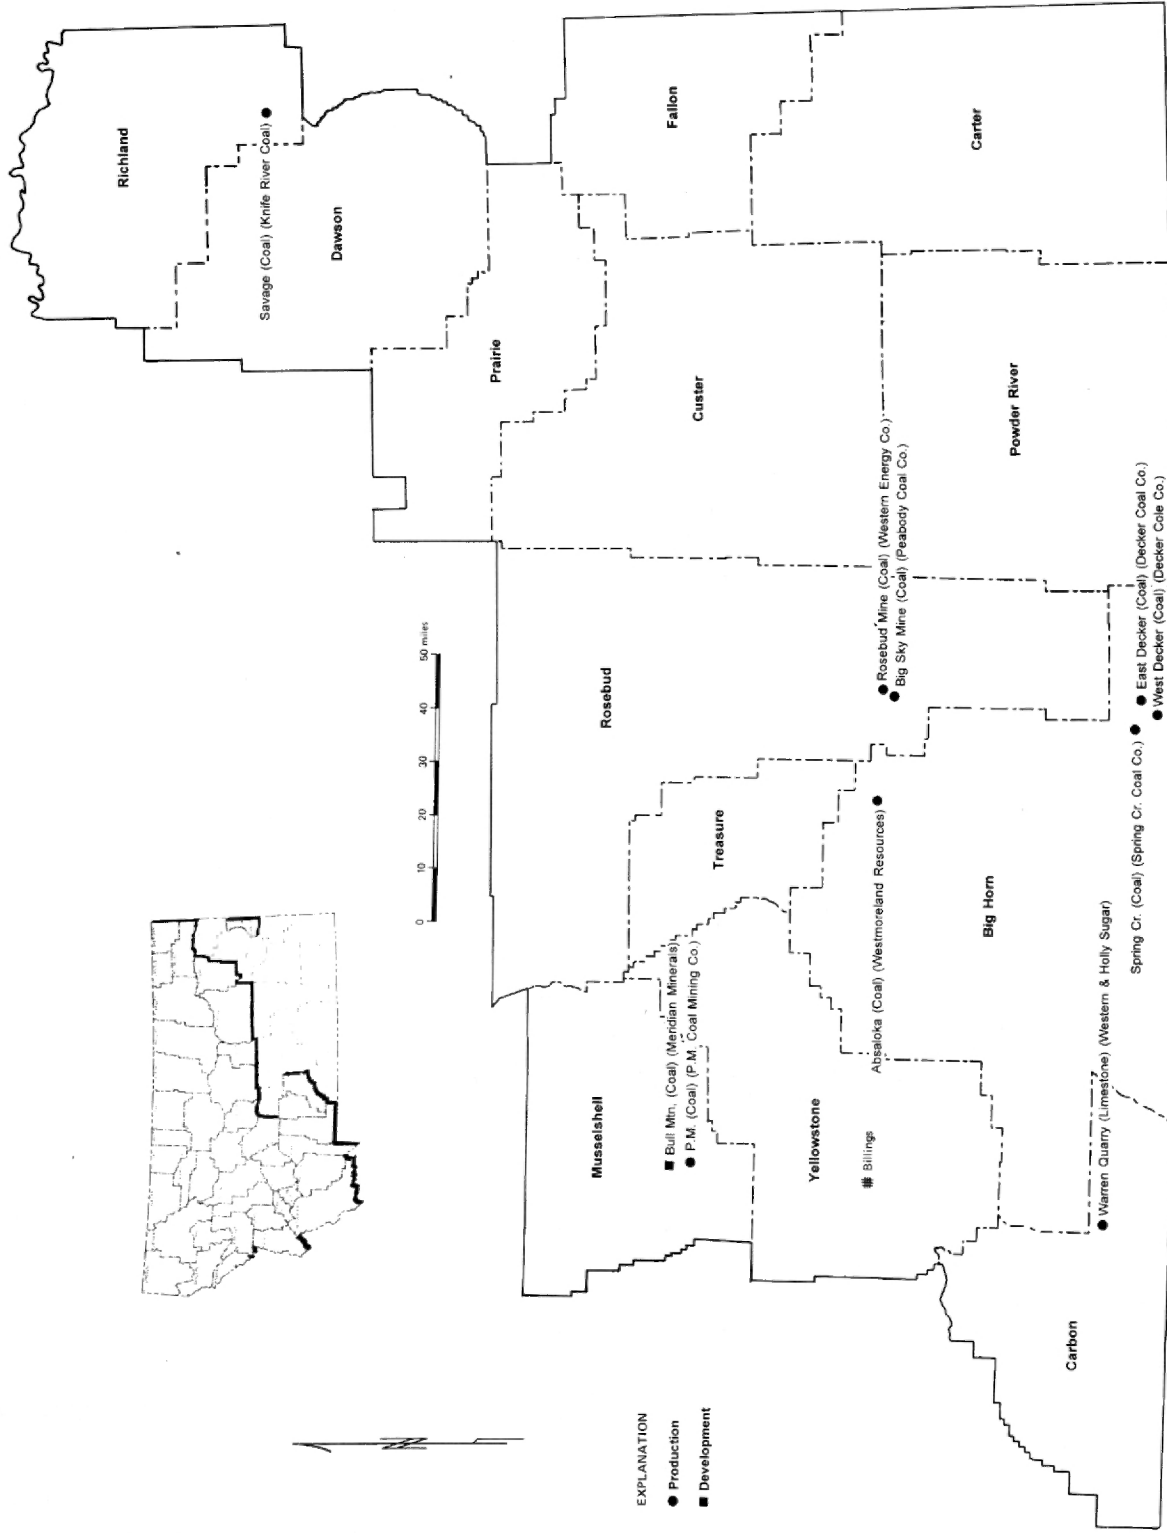 Richland
Savage (Coal) (Knife River Coal)
Dawson
Prairie
Fallon
Carter
Custer
Powder River
0 10 20 30 40 50 miles
Rosebud
Rosebud Mine (Coal) (Western Energy Co.)
Big Sky Mine (Coal) (Peabody Coal Co.)
East Decker (Coal) (Decker Coal Co.)
West Decker (Coal) (Decker Cole Co.)
Spring Cr. (Coal) (Spring Cr. Coal Co.)
Treasure
Absaloka (Coal) (Westmoreland Resources)
Big Horn
Musselshell
Bull Mtn, (Coal) (Meridian Minerals)
P.M. (Coal) (P.M. Coal Mining Co.)
Yellowstone
Billings
Warren Quarry (Limestone) (Western & Holly Sugar)
Carbon
N
EXPLANATION
Production
Development